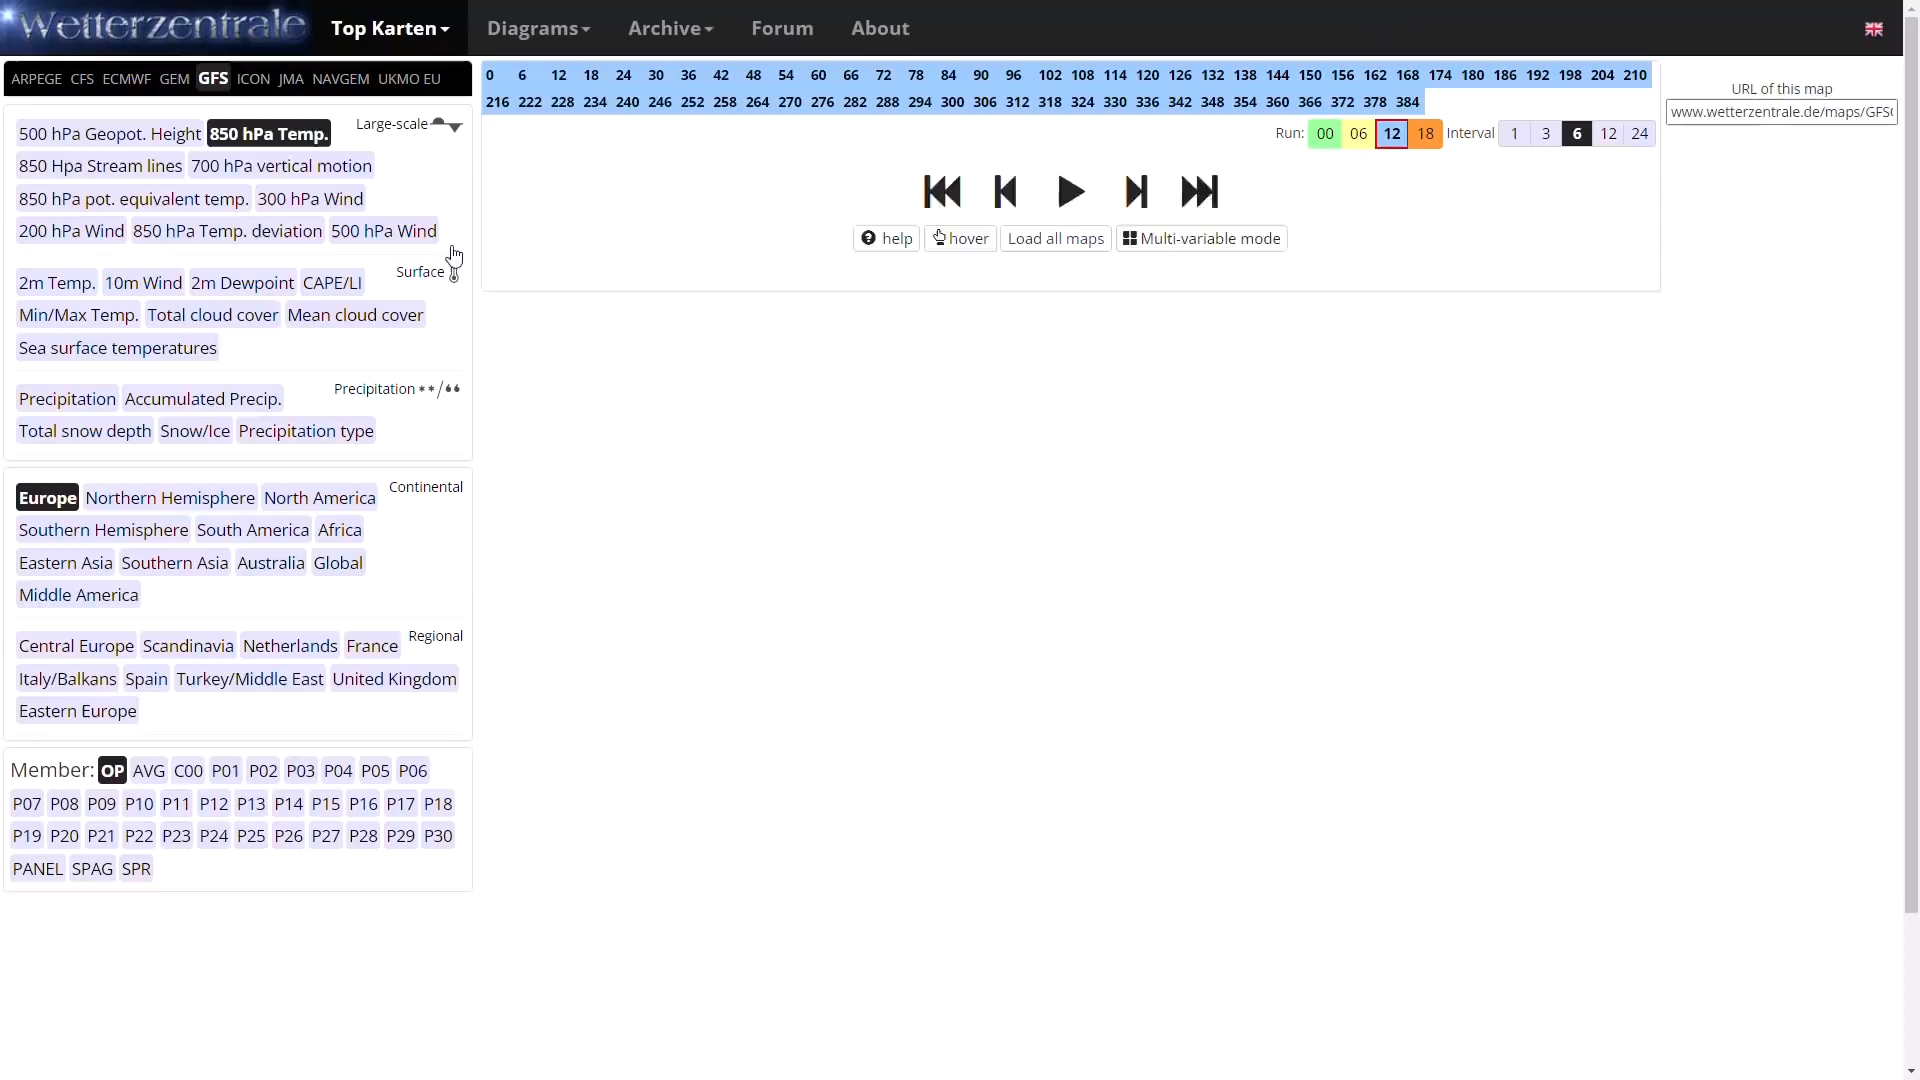 Wetterzentrale Top Karten Diagrams Archive Forum About
ARPEGE CFS ECMWF GEM GFS ICON JMA NAVGEM UKMO EU
Large-scale
500 hPa Geopot. Height 850 hPa Temp.
850 Hpa Stream lines 700 hPa vertical motion
850 hPa pot. equivalent temp. 300 hPa Wind
200 hPa Wind 850 hPa Temp. deviation 500 hPa Wind
Surface
2m Temp. 10m Wind 2m Dewpoint CAPE/LI
Min/Max Temp. Total cloud cover Mean cloud cover
Sea surface temperatures
Precipitation **/
Precipitation Accumulated Precip.
Total snow depth Snow/Ice Precipitation type
Continental
Europe Northern Hemisphere North America
Southern Hemisphere South America Africa
Eastern Asia Southern Asia Australia Global
Middle America
Regional
Central Europe Scandinavia Netherlands France
Italy/Balkans Spain Turkey/Middle East United Kingdom
Eastern Europe
Member: OP AVG C00 P01 P02 P03 P04 P05 P06
P07 P08 P09 P10 P11 P12 P13 P14 P15 P16 P17 P18
P19 P20 P21 P22 P23 P24 P25 P26 P27 P28 P29 P30
PANEL SPAG SPR
0 6 12 18 24 30 36 42 48 54 60 66 72 78 84 90 96 102 108 114 120 126 132 138 144 150 156 162 168 174 180 186 192 198 204 210
216 222 228 234 240 246 252 258 264 270 276 282 288 294 300 306 312 318 324 330 336 342 348 354 360 366 372 378 384
Run: 00 06 12 18 Interval 1 3 6 12 24
help hover Load all maps Multi-variable mode
URL of this map
www.wetterzentrale.de/maps/GFS